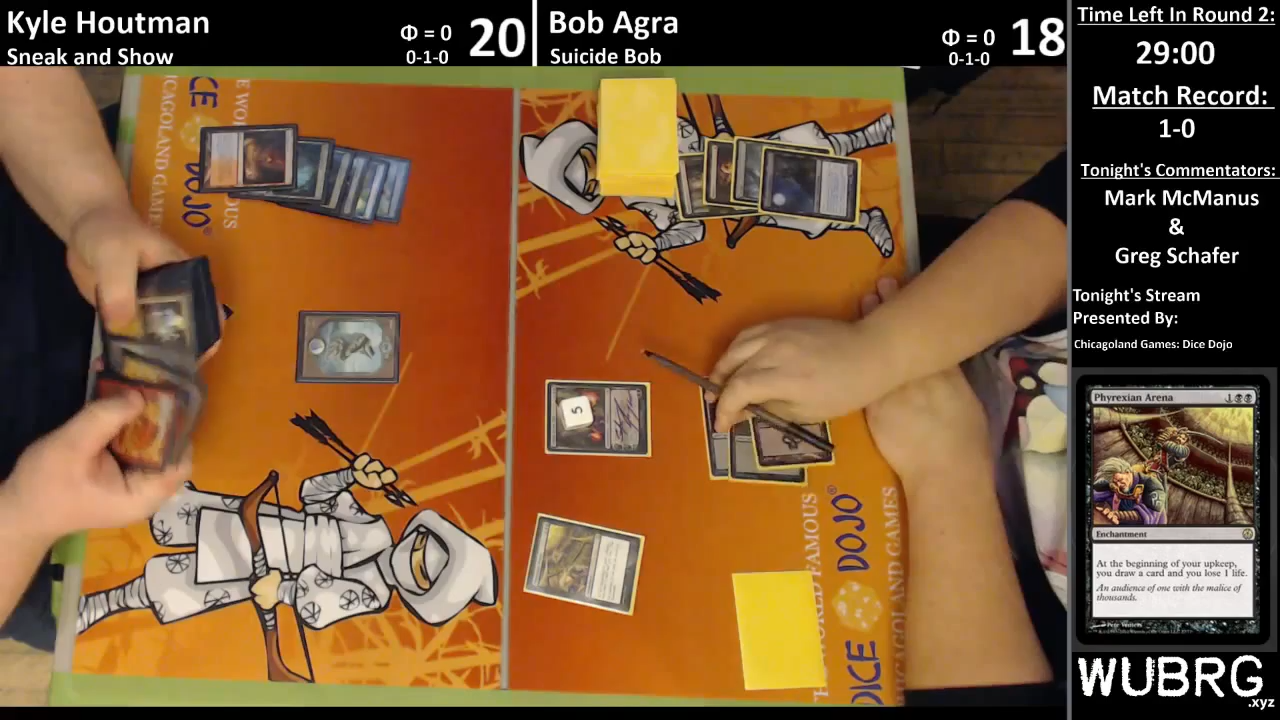 Kyle Houtman
Sneak and Show
Φ = 0
0-1-0
20
Bob Agra
Suicide Bob
Φ = 0
0-1-0
18
Time Left In Round 2:
29:00
Match Record:
1-0
Tonight's Commentators:
Mark McManus
&
Greg Schafer
Tonight's Stream
Presented By:
Chicagoland Games: Dice Dojo
Phyrexian Arena
1
Enchantment
At the beginning of your upkeep,
you draw a card and you lose 1 life.
An audience of one with the malice of
thousands.
WUBRG
.xyz
5
DICE DOJO®
FAMOUS
GAMES
CE DOJO®